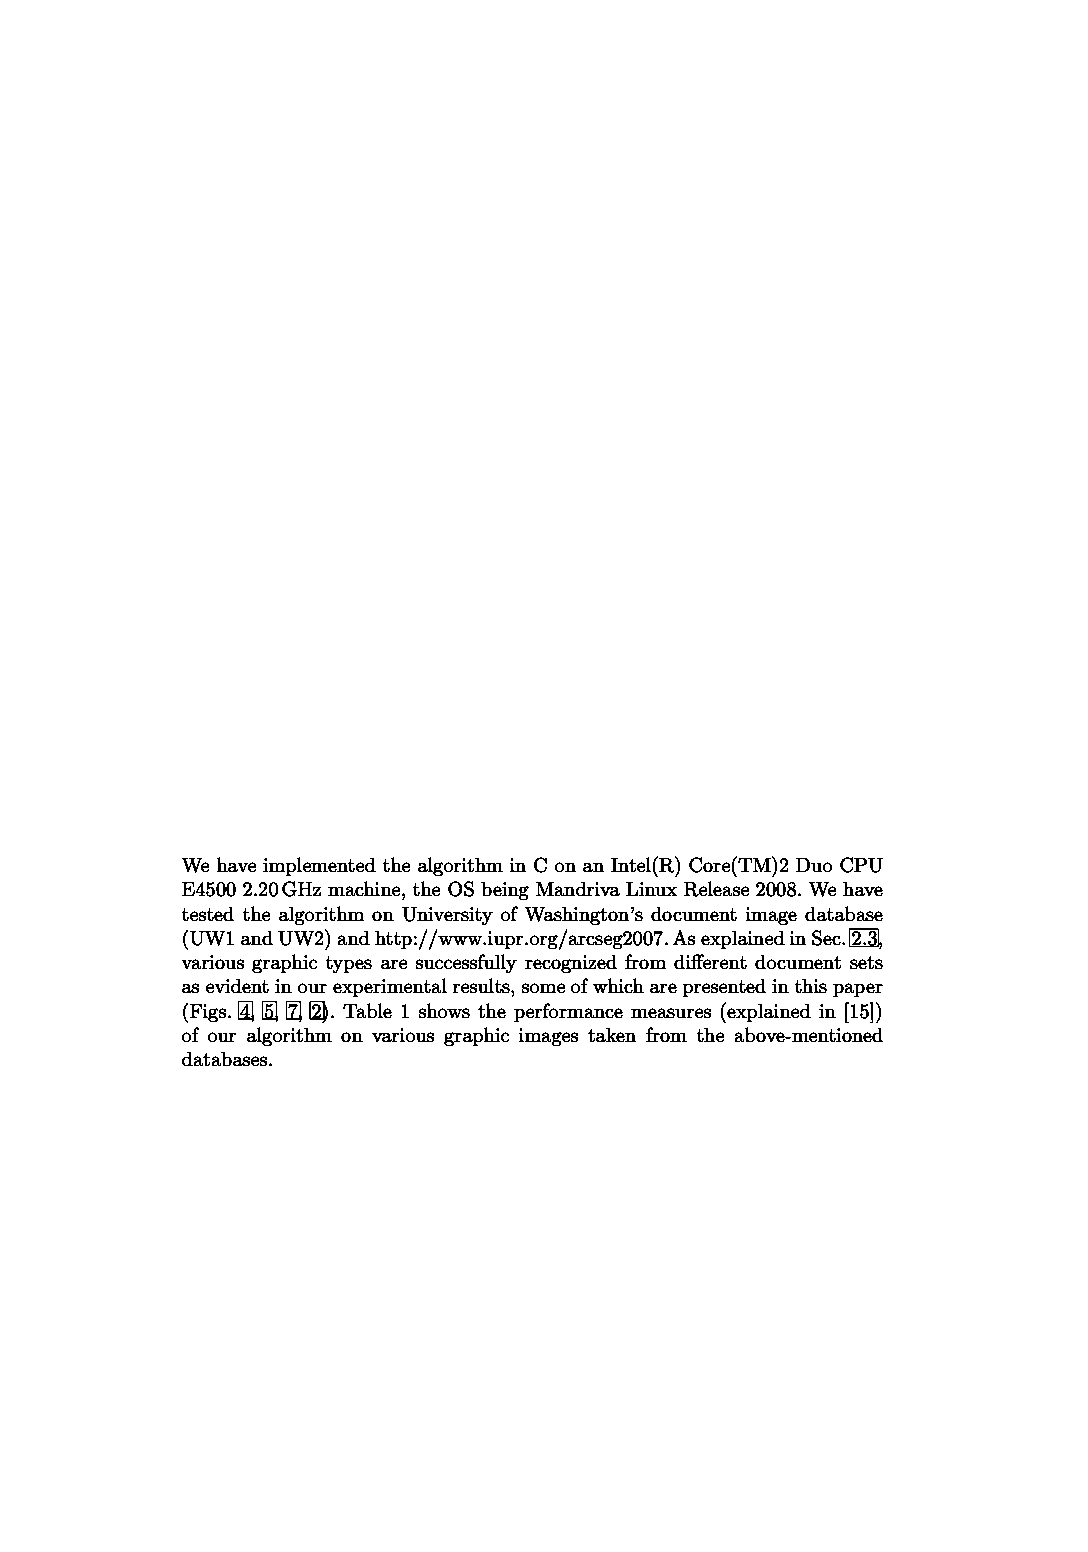 We have implemented the algorithm in C on an Intel(R) Core(TM)2 Duo CPU
E4500 2.20 GHz machine, the OS being Mandriva Linux Release 2008. We have
tested the algorithm on University of Washington's document image database
(UW1 and UW2) and http://www.iupr.org/arcseg2007. As explained in Sec. 2.3,
various graphic types are successfully recognized from different document sets
as evident in our experimental results, some of which are presented in this paper
(Figs. 4, 5, 7, 2). Table 1 shows the performance measures (explained in [15])
of our algorithm on various graphic images taken from the above-mentioned
databases.